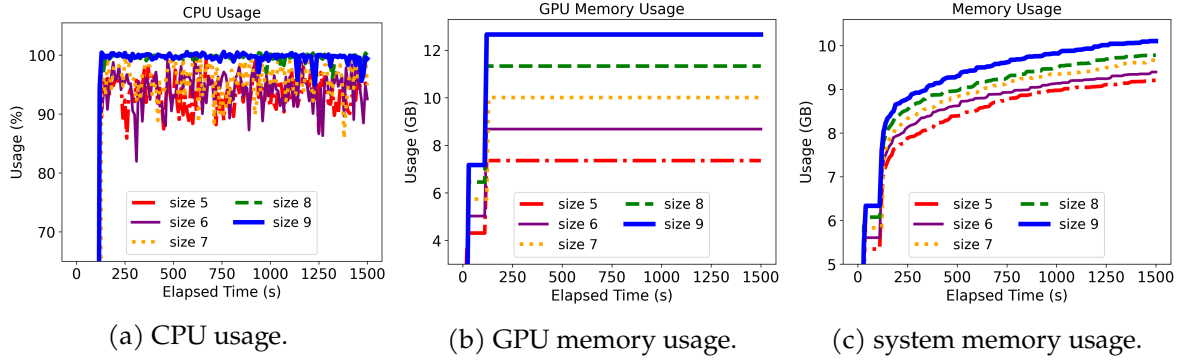 CPU Usage
Usage (%)
100
90
80
70
size 5
size 6
size 7
size 8
size 9
0 250 500 750 1000 1250 1500
Elapsed Time (s)
(a) CPU usage.
GPU Memory Usage
Usage (GB)
12
10
8
6
4
size 5
size 6
size 7
size 8
size 9
0 250 500 750 1000 1250 1500
Elapsed Time (s)
(b) GPU memory usage.
Memory Usage
Usage (GB)
10
9
8
7
6
5
size 5
size 6
size 7
size 8
size 9
0 250 500 750 1000 1250 1500
Elapsed Time (s)
(c) system memory usage.